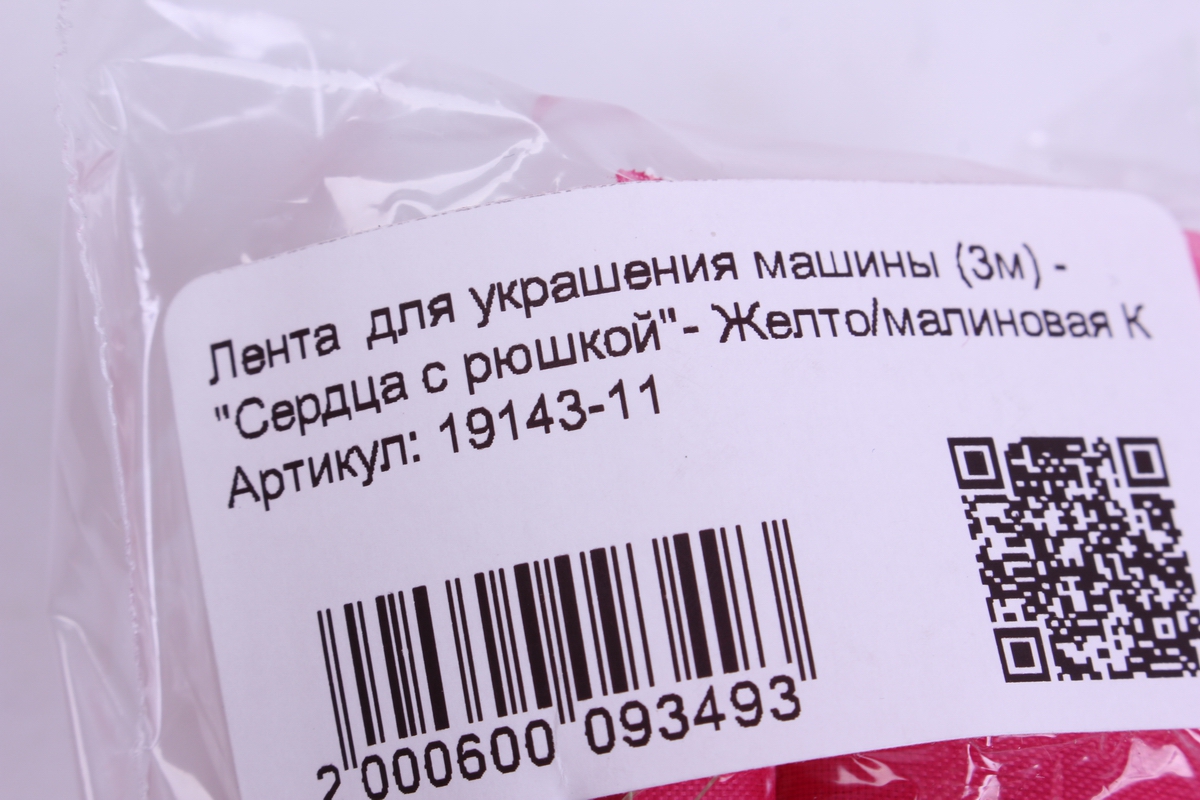 Лента для украшения машины (3м) -
"Сердца с рюшкой"- Желто/малиновая К
Артикул: 19143-11
2 000600 093493